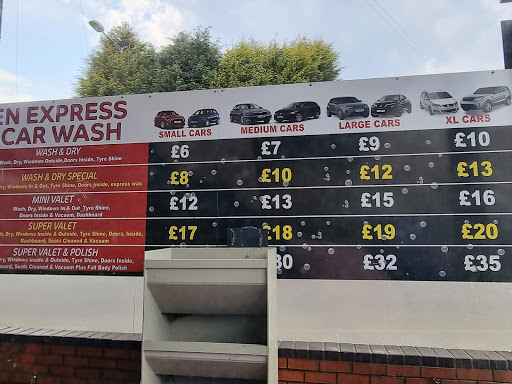 EN EXPRESS
CAR WASH
SMALL CARS MEDIUM CARS LARGE CARS XL CARS
WASH & DRY £6 £7 £9 £10
Wash, Dry, Windows Outside, Doors Inside, Tyre Shine
WASH & DRY SPECIAL £8 £10 £12 £13
Dry, Windows In & Out, Tyre Shine, Doors Inside, express wax
MINI VALET £12 £13 £15 £16
Wash, Dry, Windows In & Out Tyre Shine,
Doors Inside & Vacuum, Dashboard
SUPER VALET £17 £18 £19 £20
Dry, Windows Inside & Outside, Tyre Shine, Doors, Inside,
Dashboard, Seats Cleaned & Vacuum
SUPER VALET & POLISH 30 £32 £35
Dry, Windows Inside & Outside, Tyre Shine, Doors Inside,
Seats Cleaned & Vacuum Plus Full Body Polish